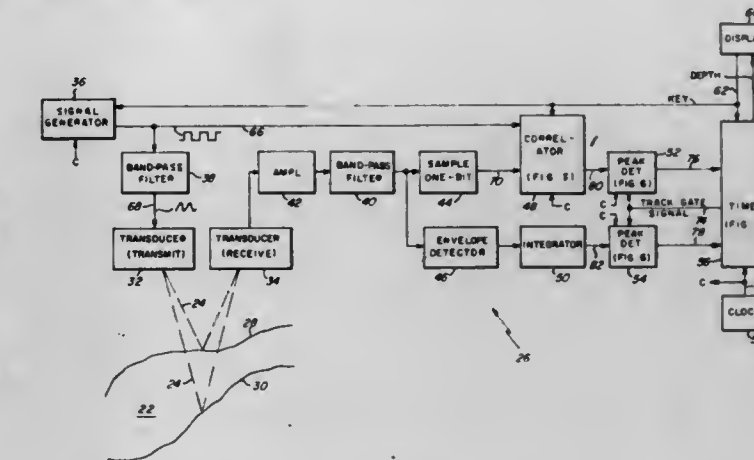 36
SIGNAL
GENERATOR
C
66
BAND-PASS
FILTER
38
68
TRANSDUCER
(TRANSMIT)
32
TRANSDUCER
(RECEIVE)
34
AMPL
42
BAND-PASS
FILTER
40
SAMPLE
ONE-BIT
44
70
ENVELOPE
DETECTOR
46
INTEGRATOR
50
CORREL-
ATOR
(FIG. 5)
48
C
80
82
PEAK
DET
(FIG 6)
52
C
C
PEAK
DET
(FIG 6)
54
76
TRACK GATE
SIGNAL
78
KEY
DEPTH
62
56
C
24
24
28
30
22
26